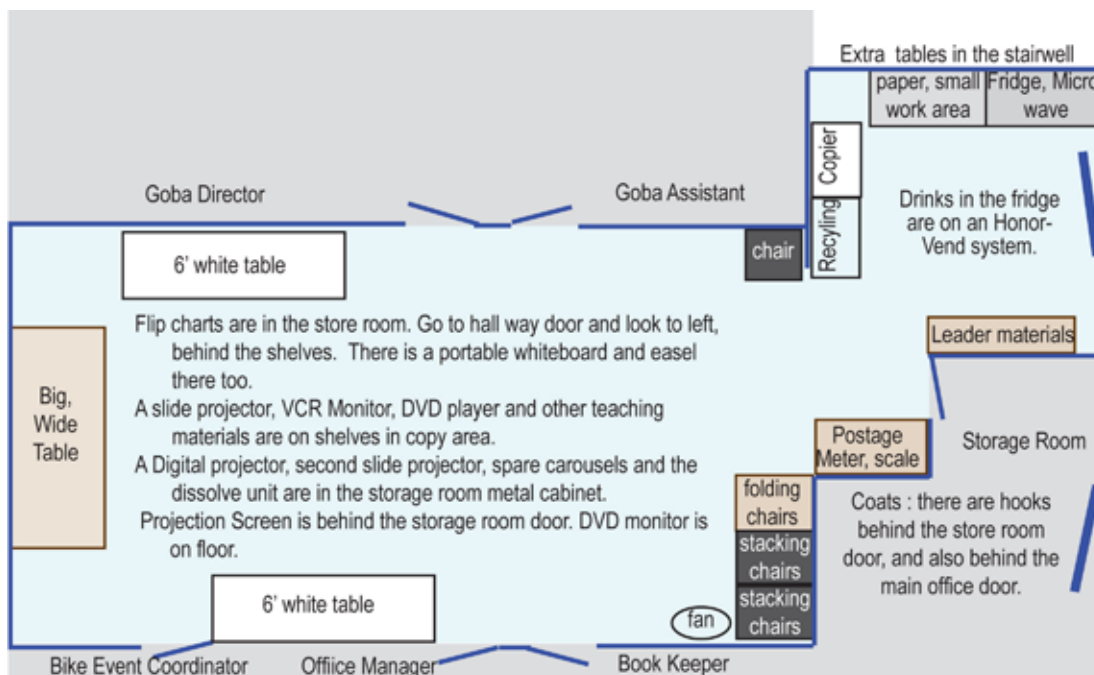 Extra tables in the stairwell
paper, small
work area
Fridge, Micro
wave
Copier
Recyling
Goba Director
Goba Assistant
Drinks in the fridge
are on an Honor-
Vend system.
6' white table
chair
Flip charts are in the store room. Go to hall way door and look to left,
behind the shelves. There is a portable whiteboard and easel
there too.
A slide projector, VCR Monitor, DVD player and other teaching
materials are on shelves in copy area.
A Digital projector, second slide projector, spare carousels and the
dissolve unit are in the storage room metal cabinet.
Projection Screen is behind the storage room door. DVD monitor is
on floor.
Big,
Wide
Table
Leader materials
Postage
Meter, scale
Storage Room
folding
chairs
stacking
chairs
stacking
chairs
Coats : there are hooks
behind the store room
door, and also behind the
main office door.
6' white table
fan
Bike Event Coordinator
Offiice Manager
Book Keeper